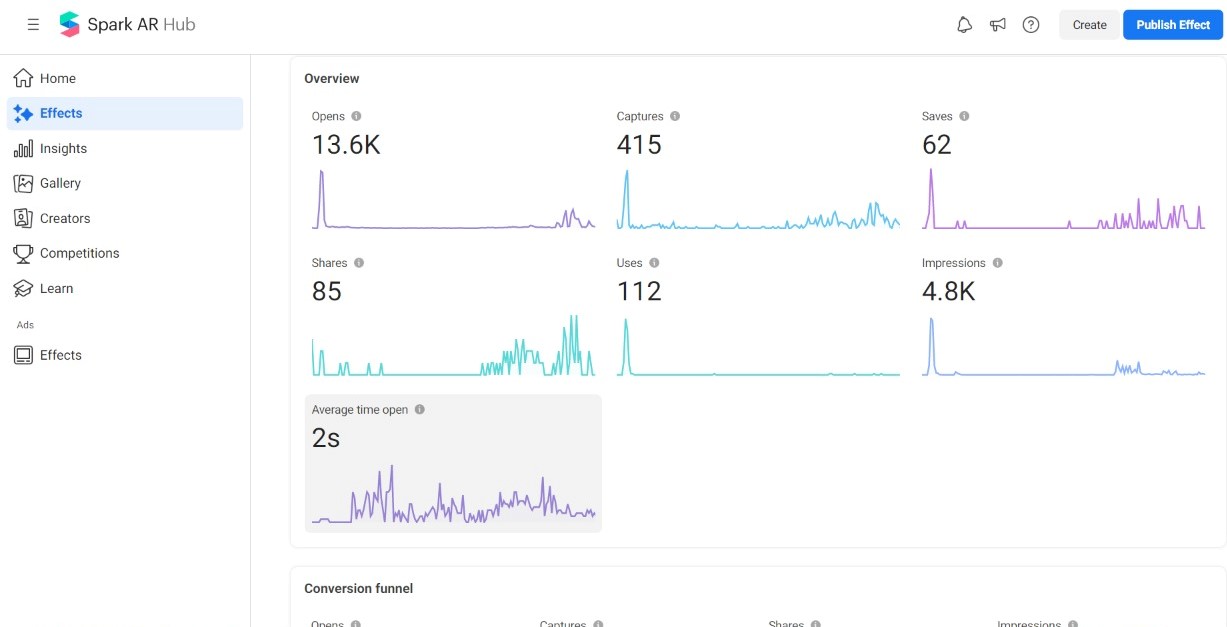 Spark AR Hub
Create
Publish Effect
Home
Effects
Insights
Gallery
Creators
Competitions
Learn
Ads
Effects
Overview
Opens
13.6K
Captures
415
Saves
62
Shares
85
Uses
112
Impressions
4.8K
Average time open
2s
Conversion funnel
Opens
Captures
Shares
Impressions